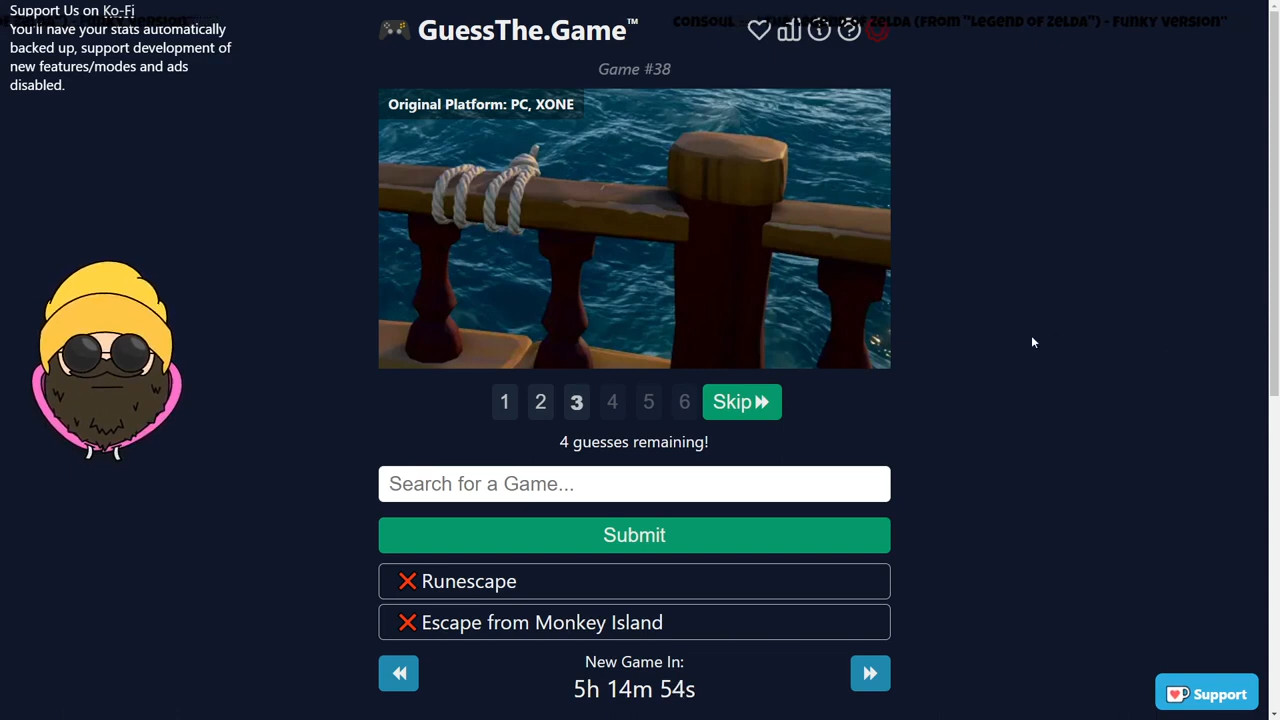 Support Us on Ko-Fi
You'll have your stats automatically
backed up, support development of
new features/modes and ads
disabled.
GuessThe.Game™
Game #38
Original Platform: PC, XONE
1 2 3 4 5 6 Skip
4 guesses remaining!
Search for a Game...
Submit
❌ Runescape
❌ Escape from Monkey Island
New Game In:
5h 14m 54s
Support